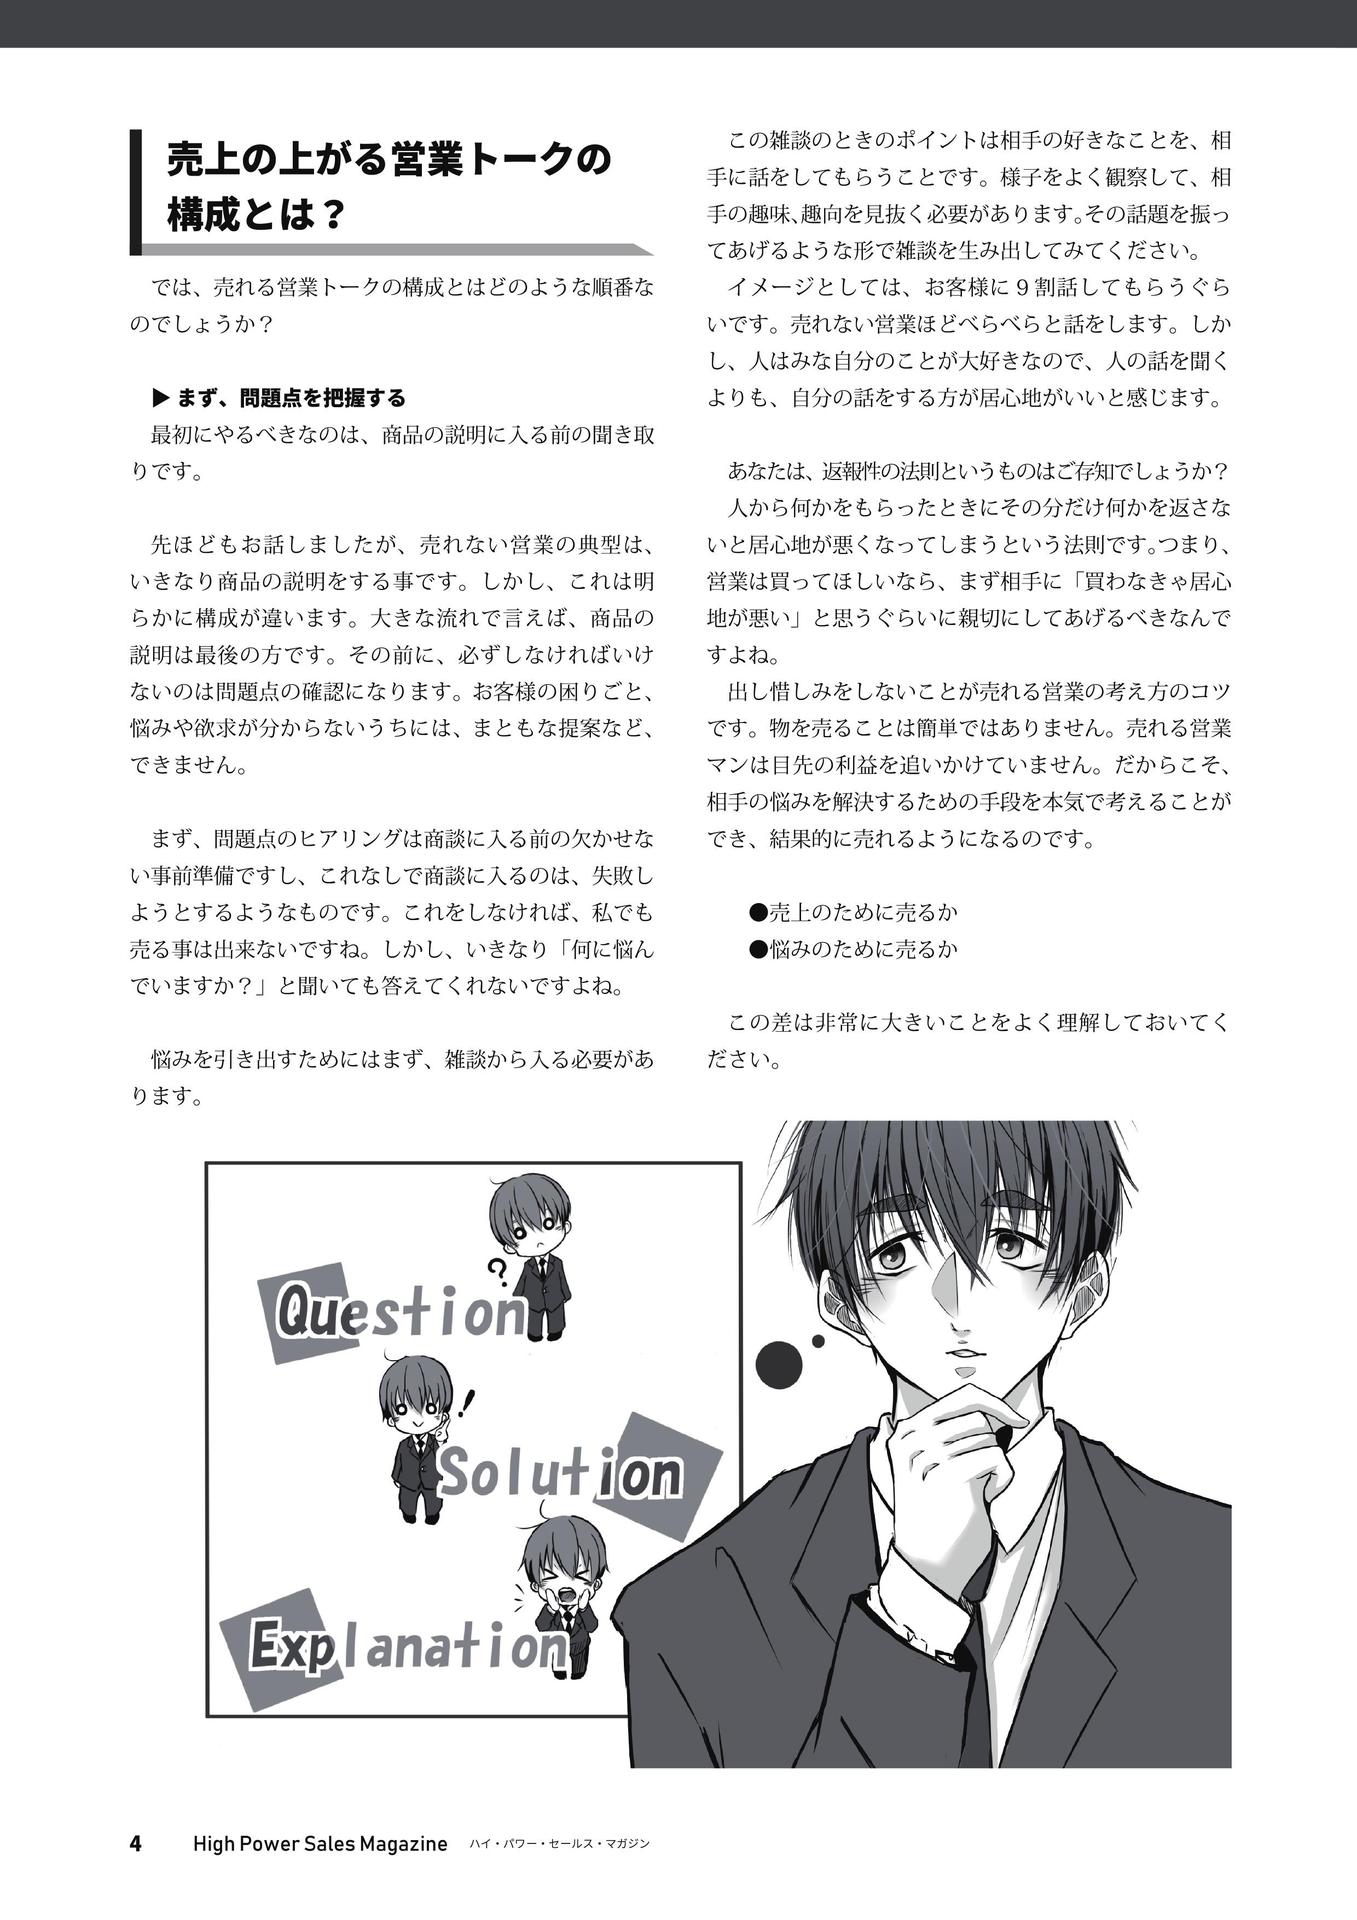 売上の上がる営業トークの
構成とは？
では、売れる営業トークの構成とはどのような順番な
のでしょうか？
▶ まず、問題点を把握する
最初にやるべきなのは、商品の説明に入る前の聞き取
りです。
先ほどもお話しましたが、売れない営業の典型は、
いきなり商品の説明をする事です。しかし、これは明
らかに構成が違います。大きな流れで言えば、商品の
説明は最後の方です。その前に、必ずしなければいけ
ないのは問題点の確認になります。お客様の困りごと、
悩みや欲求が分からないうちには、まともな提案など、
できません。
まず、問題点のヒアリングは商談に入る前の欠かせな
い事前準備ですし、これなしで商談に入るのは、失敗し
ようとするようなものです。これをしなければ、私でも
売る事は出来ないですね。しかし、いきなり「何に悩ん
でいますか？」と聞いても答えてくれないですよね。
悩みを引き出すためにはまず、雑談から入る必要があ
ります。
この雑談のときのポイントは相手の好きなことを、相
手に話をしてもらうことです。様子をよく観察して、相
手の趣味、趣向を見抜く必要があります。その話題を振っ
てあげるような形で雑談を生み出してみてください。
イメージとしては、お客様に 9 割話してもらうぐら
いです。売れない営業ほどべらべらと話をします。しか
し、人はみな自分のことが大好きなので、人の話を聞く
よりも、自分の話をする方が居心地がいいと感じます。
あなたは、返報性の法則というものはご存知でしょうか？
人から何かをもらったときにその分だけ何かを返さな
いと居心地が悪くなってしまうという法則です。つまり、
営業は買ってほしいなら、まず相手に「買わなきゃ居心
地が悪い」と思うぐらいに親切にしてあげるべきなんで
すよね。
出し惜しみをしないことが売れる営業の考え方のコツ
です。物を売ることは簡単ではありません。売れる営業
マンは目先の利益を追いかけていません。だからこそ、
相手の悩みを解決するための手段を本気で考えることが
でき、結果的に売れるようになるのです。
●売上のために売るか
●悩みのために売るか
この差は非常に大きいことをよく理解しておいてく
ださい。
?
Question
!
Solution
Explanation
4 High Power Sales Magazine ハイ・パワー・セールス・マガジン